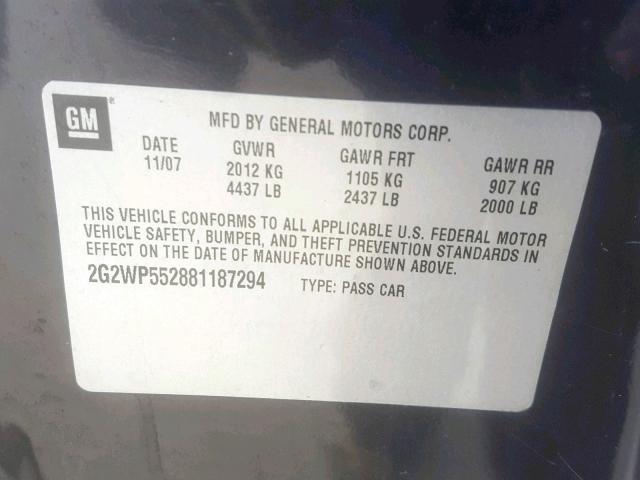 GM®
MFD BY GENERAL MOTORS CORP.
DATE GVWR GAWR FRT GAWR RR
11/07 2012 KG 1105 KG 907 KG
4437 LB 2437 LB 2000 LB
THIS VEHICLE CONFORMS TO ALL APPLICABLE U.S. FEDERAL MOTOR
VEHICLE SAFETY, BUMPER, AND THEFT PREVENTION STANDARDS IN
EFFECT ON THE DATE OF MANUFACTURE SHOWN ABOVE.
2G2WP552881187294 TYPE: PASS CAR